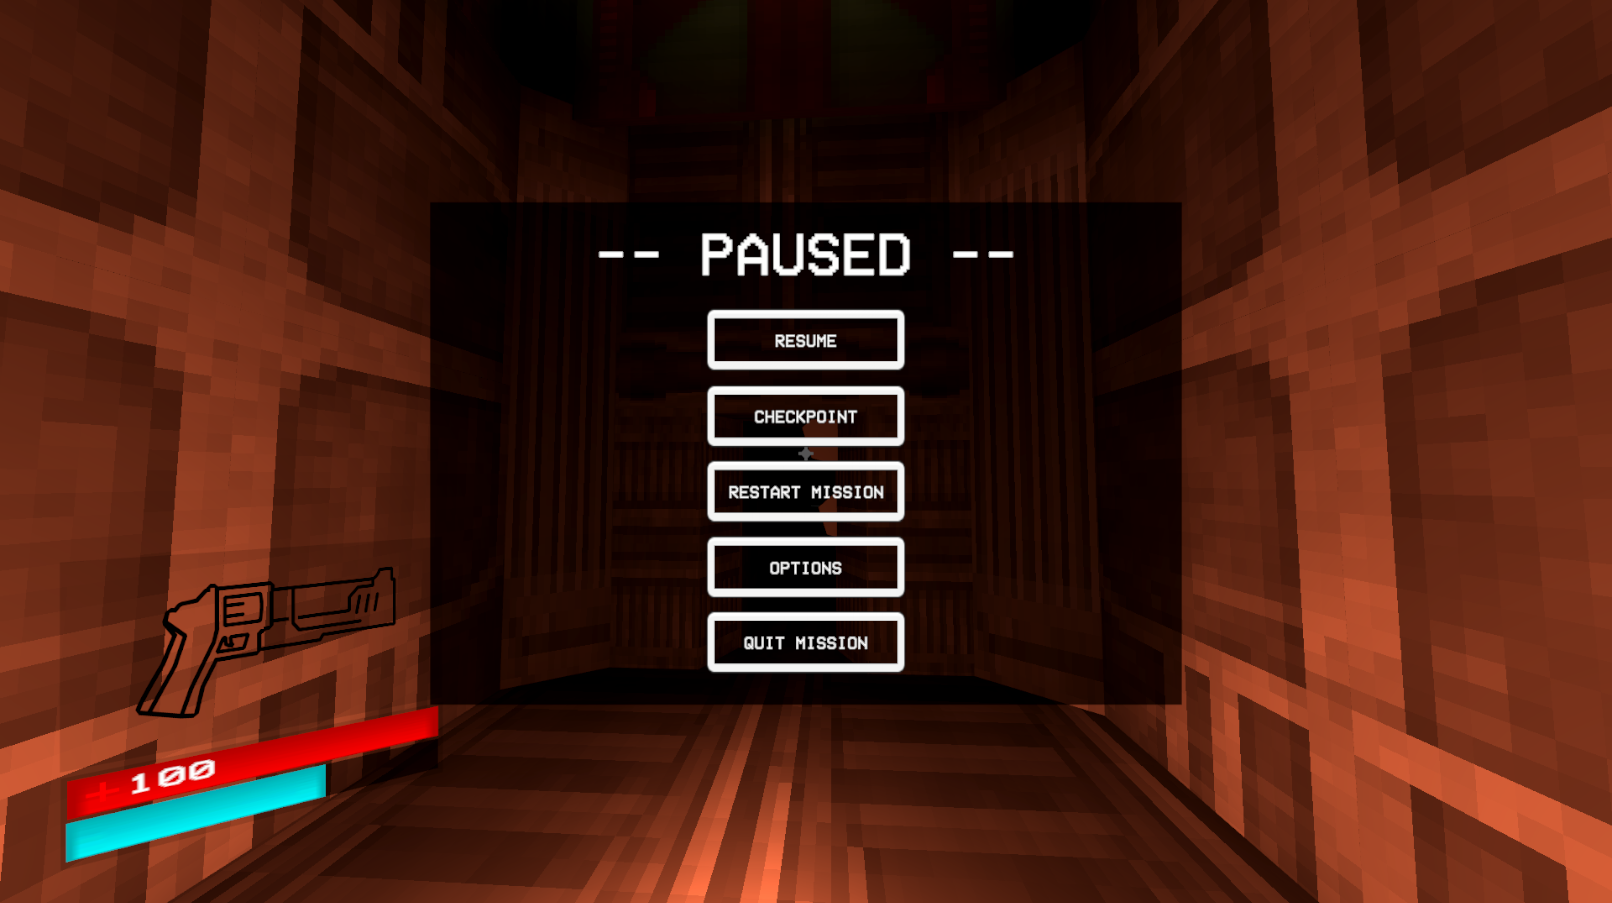 -- PAUSED --
RESUME
CHECKPOINT
RESTART MISSION
OPTIONS
QUIT MISSION
+ 100